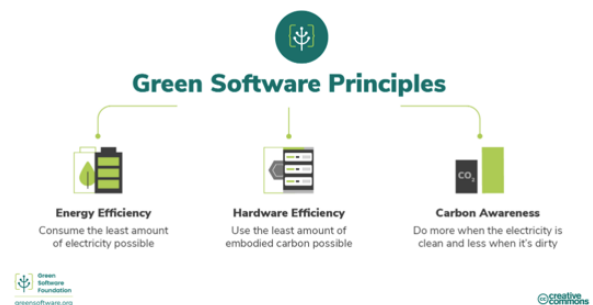 Green Software Principles
CO2
Energy Efficiency
Consume the least amount
of electricity possible
Hardware Efficiency
Use the least amount of
embodied carbon possible
Carbon Awareness
Do more when the electricity is
clean and less when it's dirty
Green
Software
Foundation
greensoftware.org
cc creative
commons